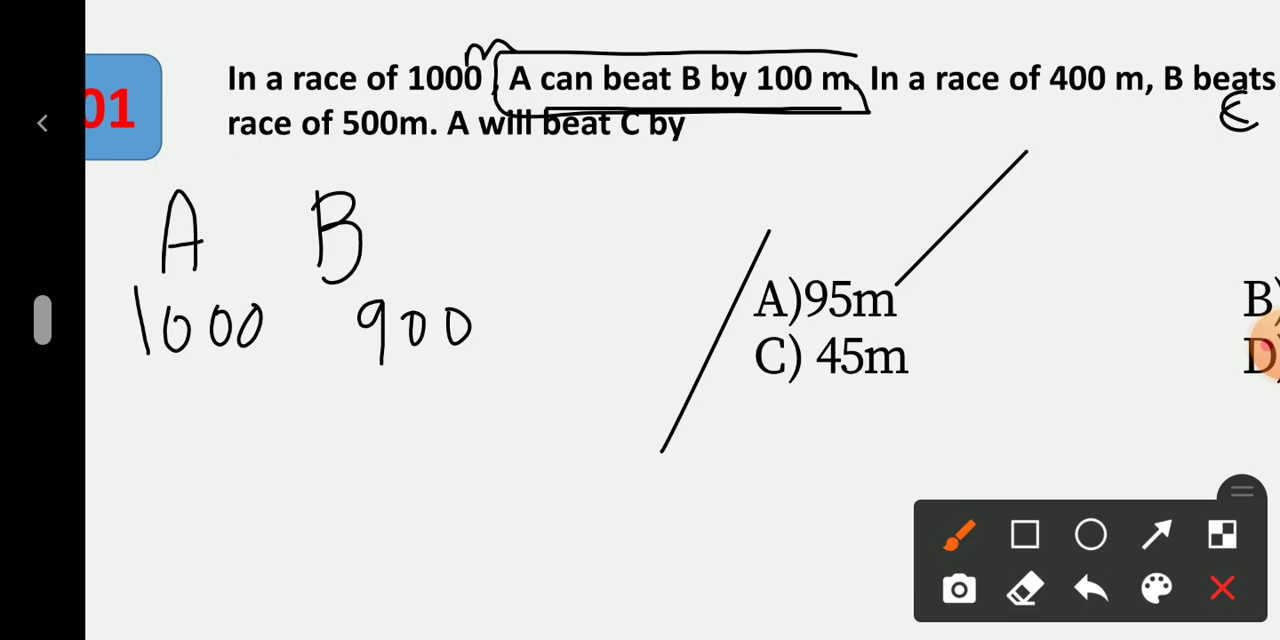 In a race of 1000m, A can beat B by 100 m. In a race of 400 m, B beats
01
race of 500m. A will beat C by
C
A B
1000 900
A)95m B)
C) 45m D)